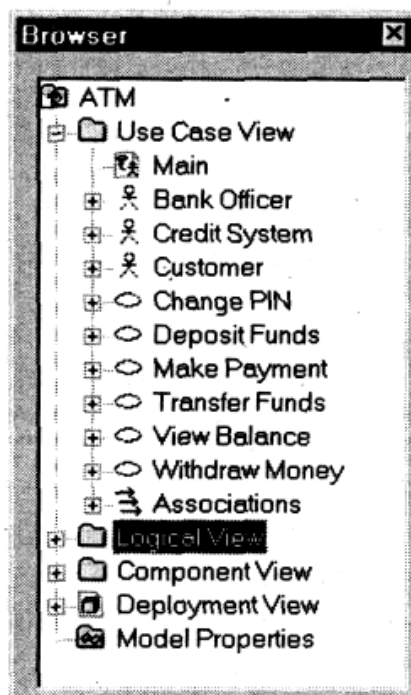 Browser
ATM
Use Case View
Main
Bank Officer
Credit System
Customer
Change PIN
Deposit Funds
Make Payment
Transfer Funds
View Balance
Withdraw Money
Associations
Logical View
Component View
Deployment View
Model Properties